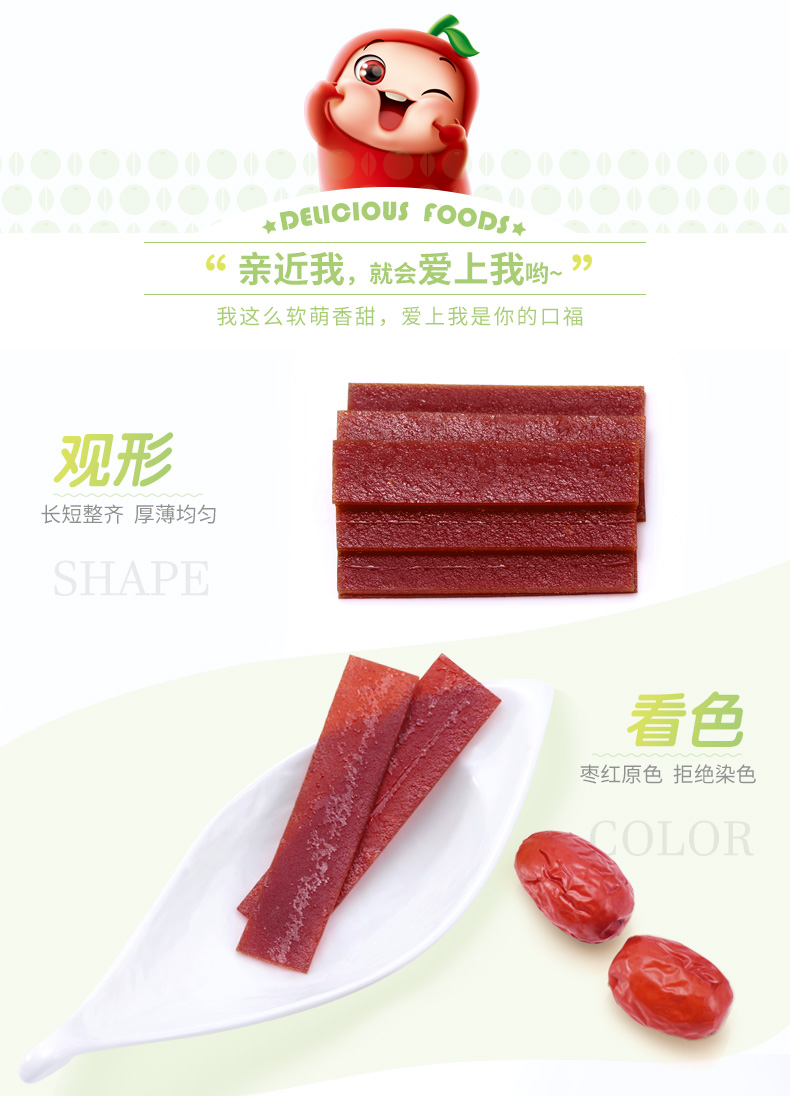 DELICIOUS FOODS
“亲近我，就会爱上我哟~”
我这么软萌香甜，爱上我是你的口福
观形
长短整齐 厚薄均匀
SHAPE
看色
枣红原色 拒绝染色
COLOR